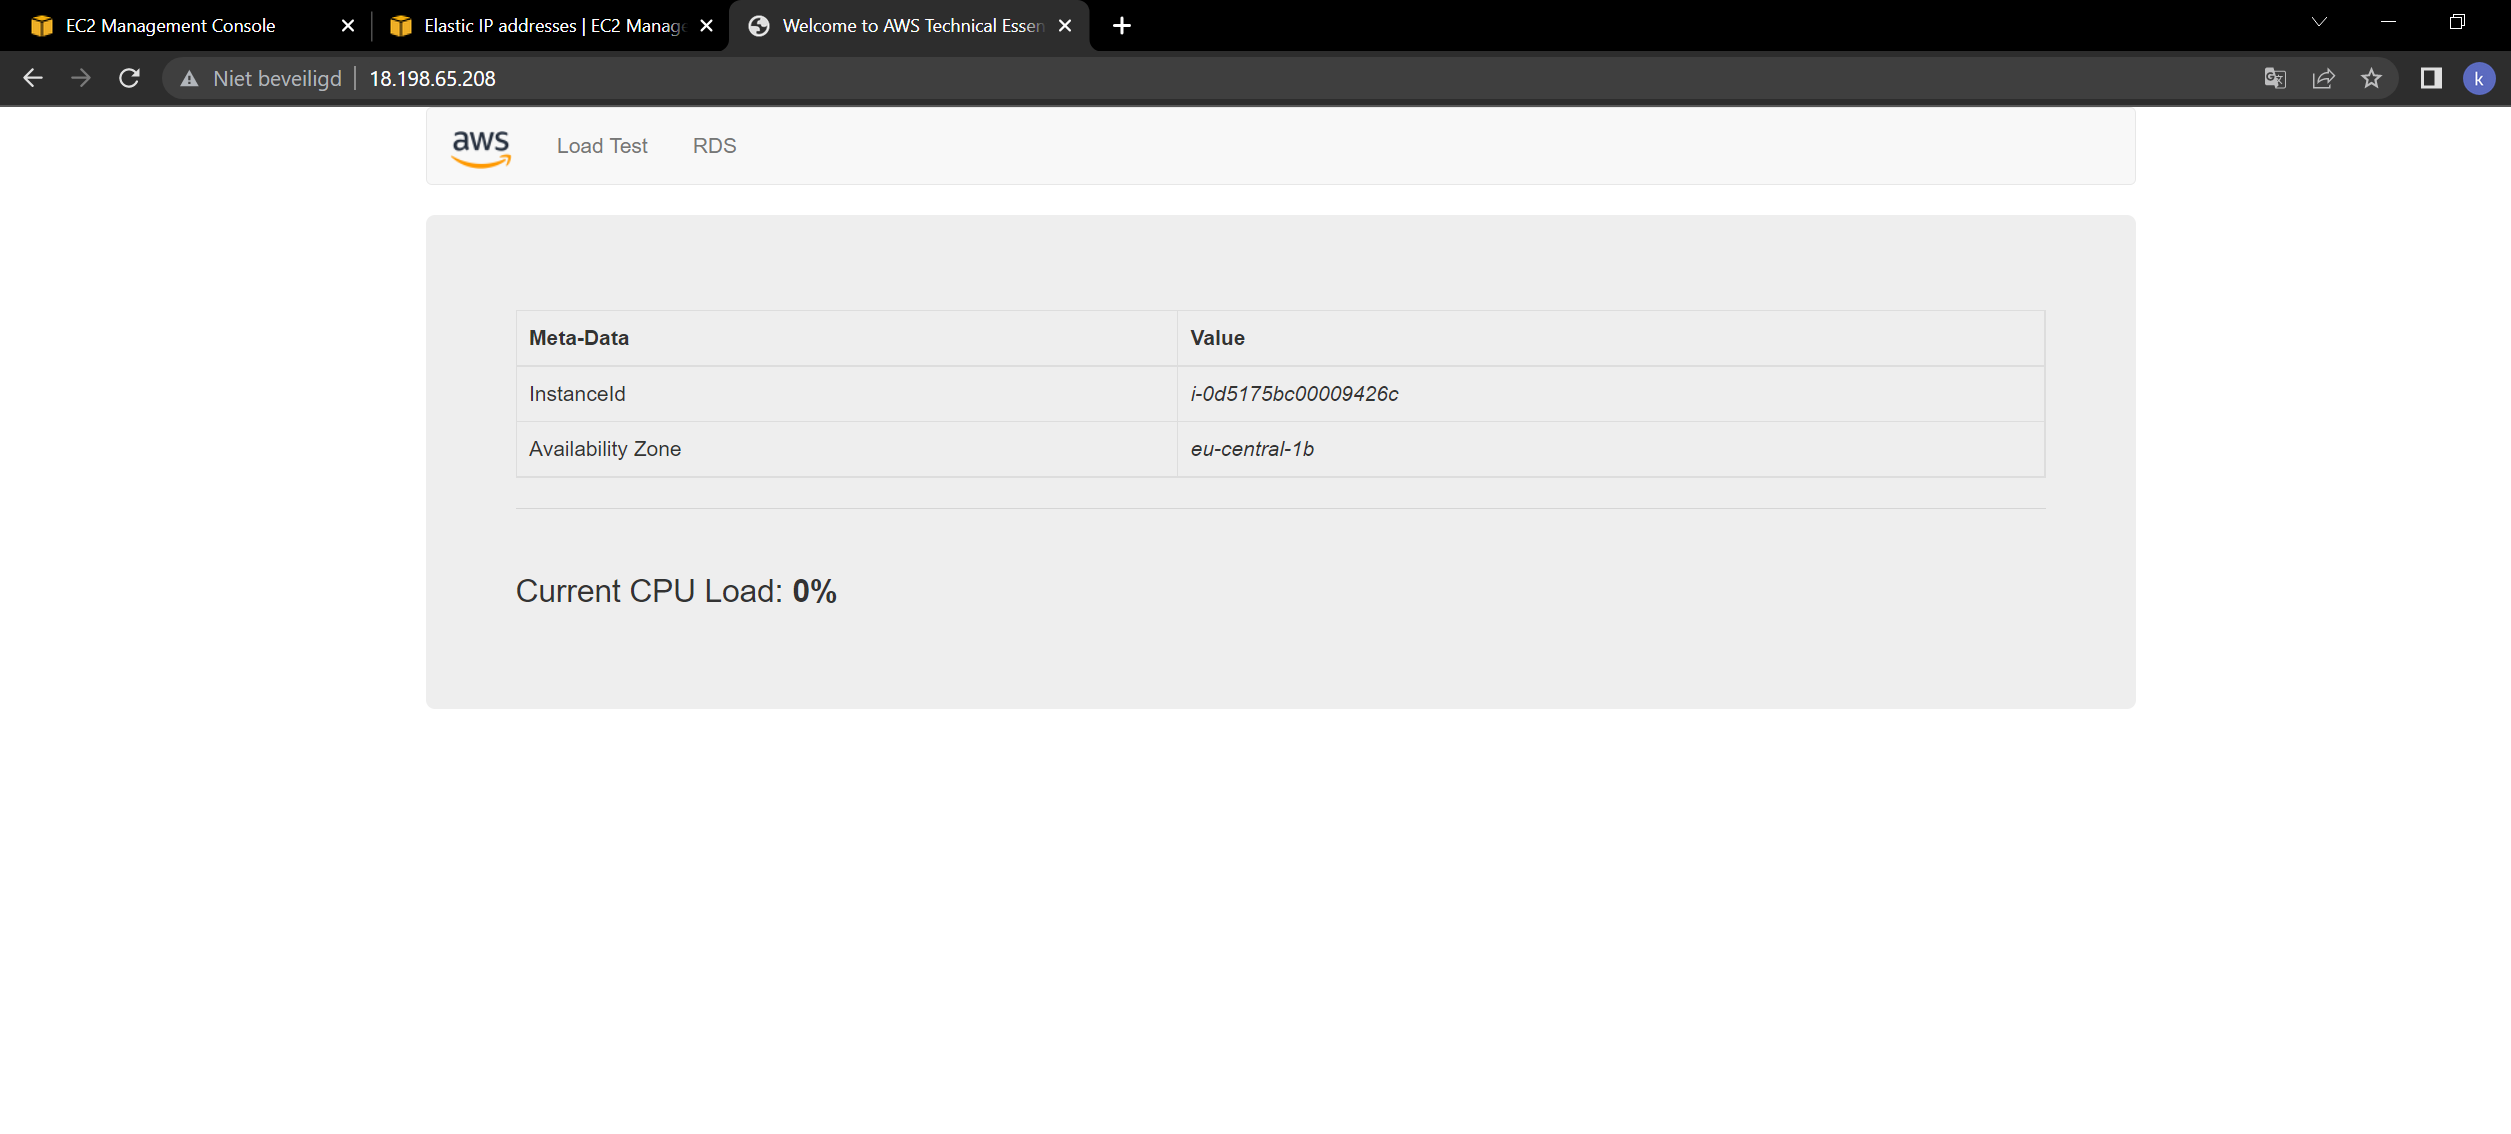 EC2 Management Console
Elastic IP addresses | EC2 Manage
Welcome to AWS Technical Essen
Niet beveiligd 18.198.65.208
k
aws Load Test RDS
Meta-Data Value
InstanceId i-0d5175bc00009426c
Availability Zone eu-central-1b
Current CPU Load: 0%